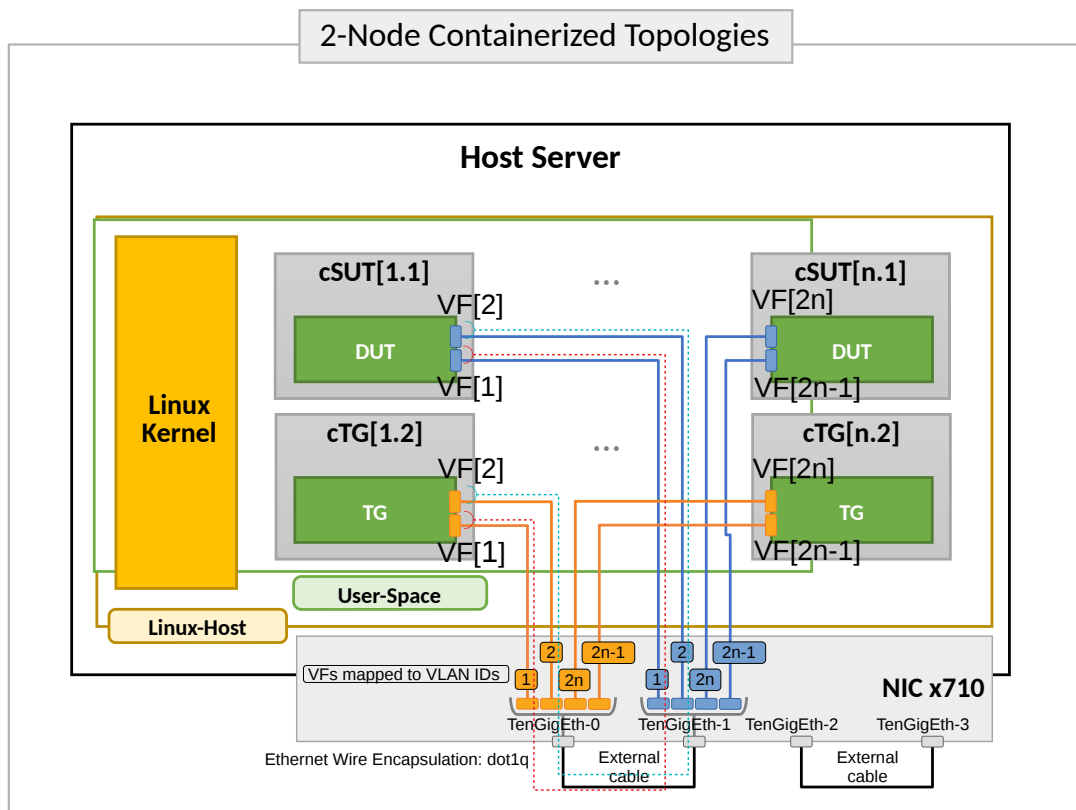 2-Node Containerized Topologies
Host Server
cSUT[1.1]
...
cSUT[n.1]
VF[2]
VF[2n]
DUT
DUT
VF[1]
VF[2n-1]
Linux
Kernel
cTG[1.2]
...
cTG[n.2]
VF[2]
VF[2n]
TG
TG
VF[1]
VF[2n-1]
User-Space
Linux-Host
2
2n-1
2
2n-1
VFs mapped to VLAN IDs
1
2n
1
2n
NIC x710
TenGigEth-0
TenGigEth-1
TenGigEth-2
TenGigEth-3
Ethernet Wire Encapsulation: dot1q
External
cable
External
cable